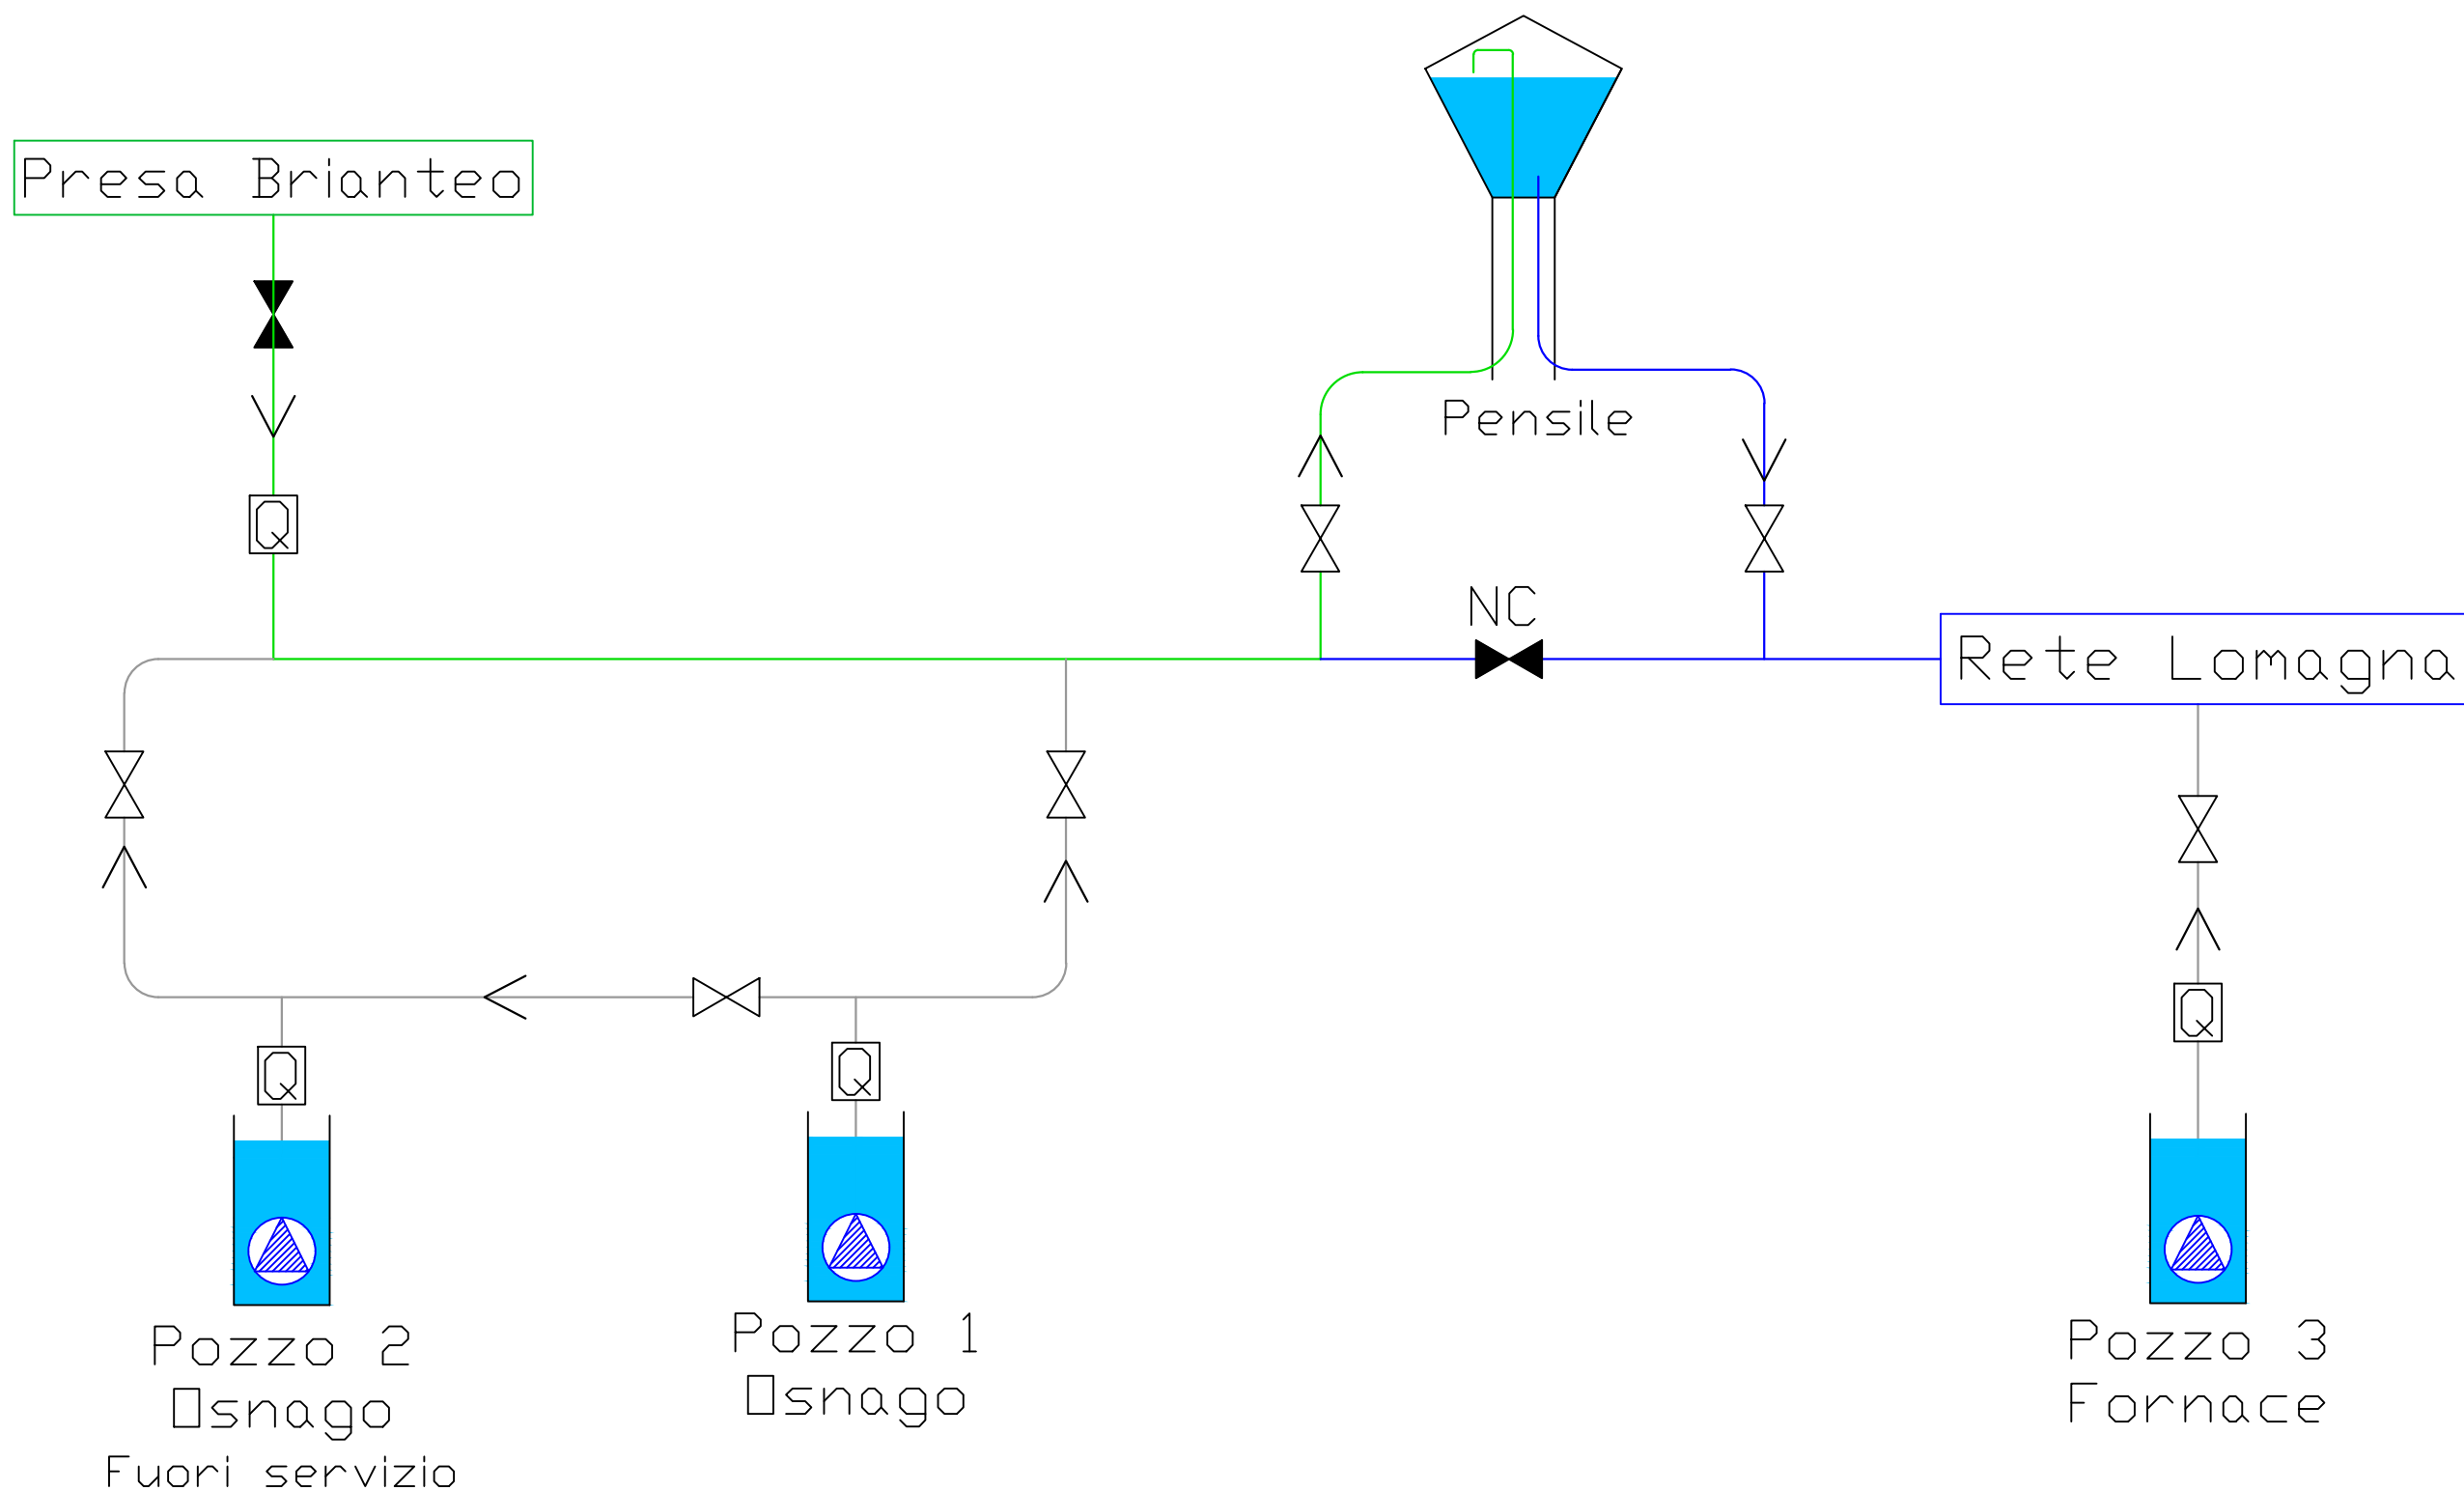 Presa Brianteo
Q
Pensile
NC
Rete Lomagna
Q
Q
Q
Pozzo 2
Osnago
Fuori servizio
Pozzo 1
Osnago
Pozzo 3
Fornace